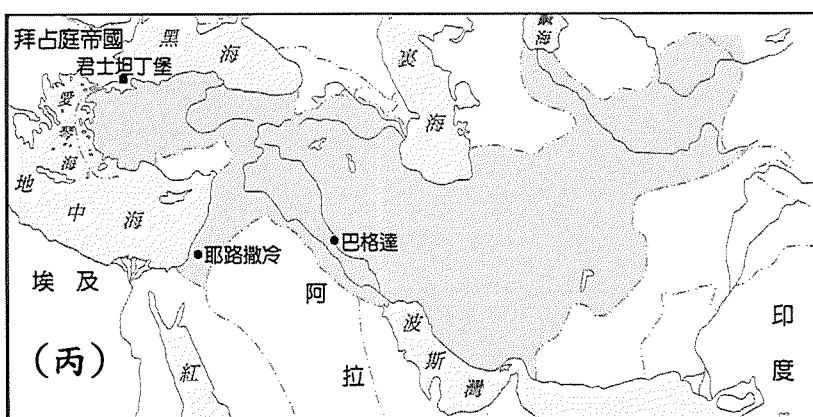 拜占庭帝國
黑海
鹹海
君士坦丁堡
裏海
愛琴海
地中海
耶路撒冷
巴格達
埃及
阿拉
波斯灣
印度
(丙)
紅